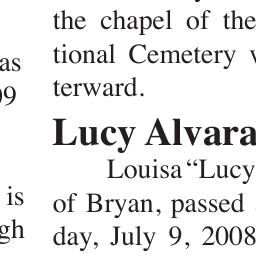 as
09
is
gh
the chapel of the
tional Cemetery
terward.
Lucy Alvara
Louisa “Lucy
of Bryan, passed
day, July 9, 2008